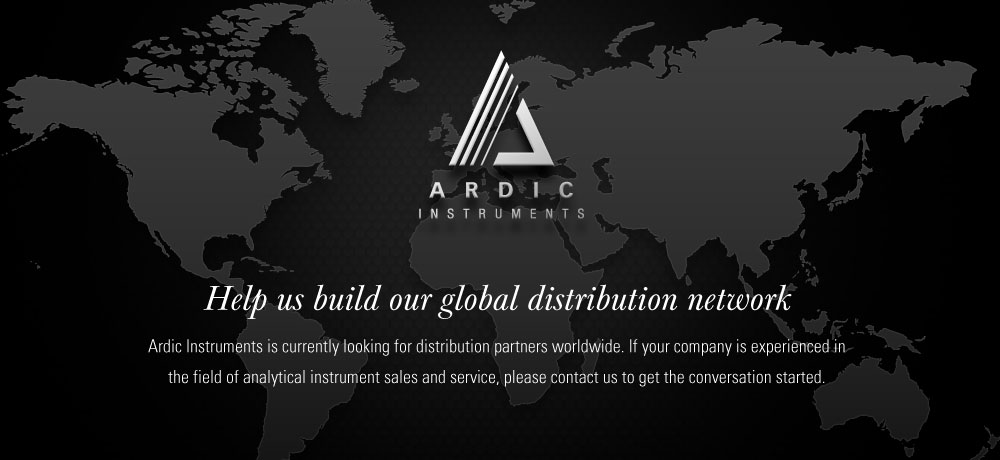 ARDIC
INSTRUMENTS
Help us build our global distribution network
Ardic Instruments is currently looking for distribution partners worldwide. If your company is experienced in
the field of analytical instrument sales and service, please contact us to get the conversation started.